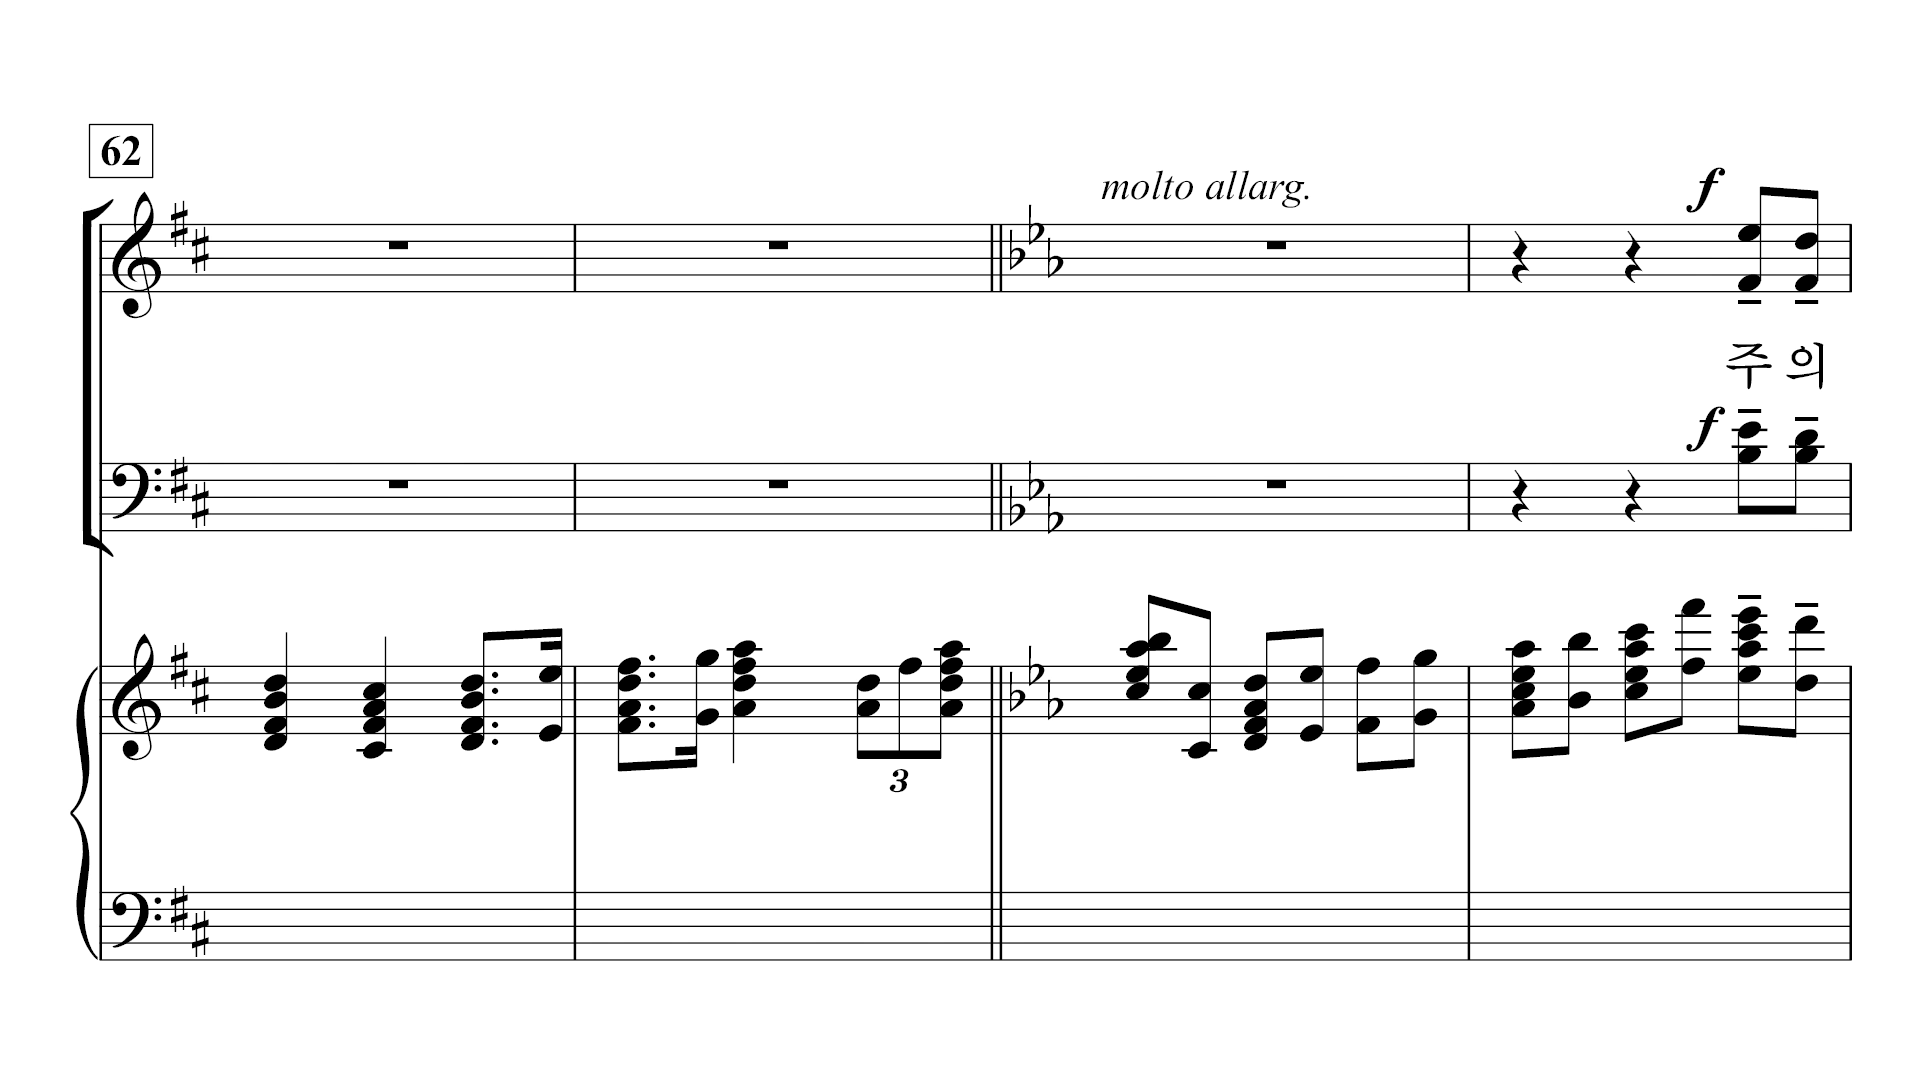 62
molto allarg.
f
주 의
f
3